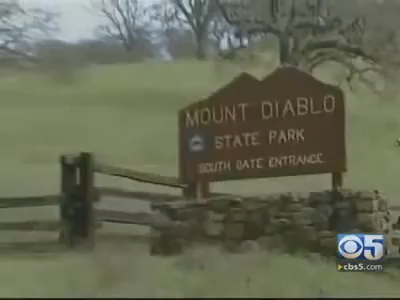 MOUNT DIABLO
STATE PARK
SOUTH GATE ENTRANCE
CBS 5
cbs5.com